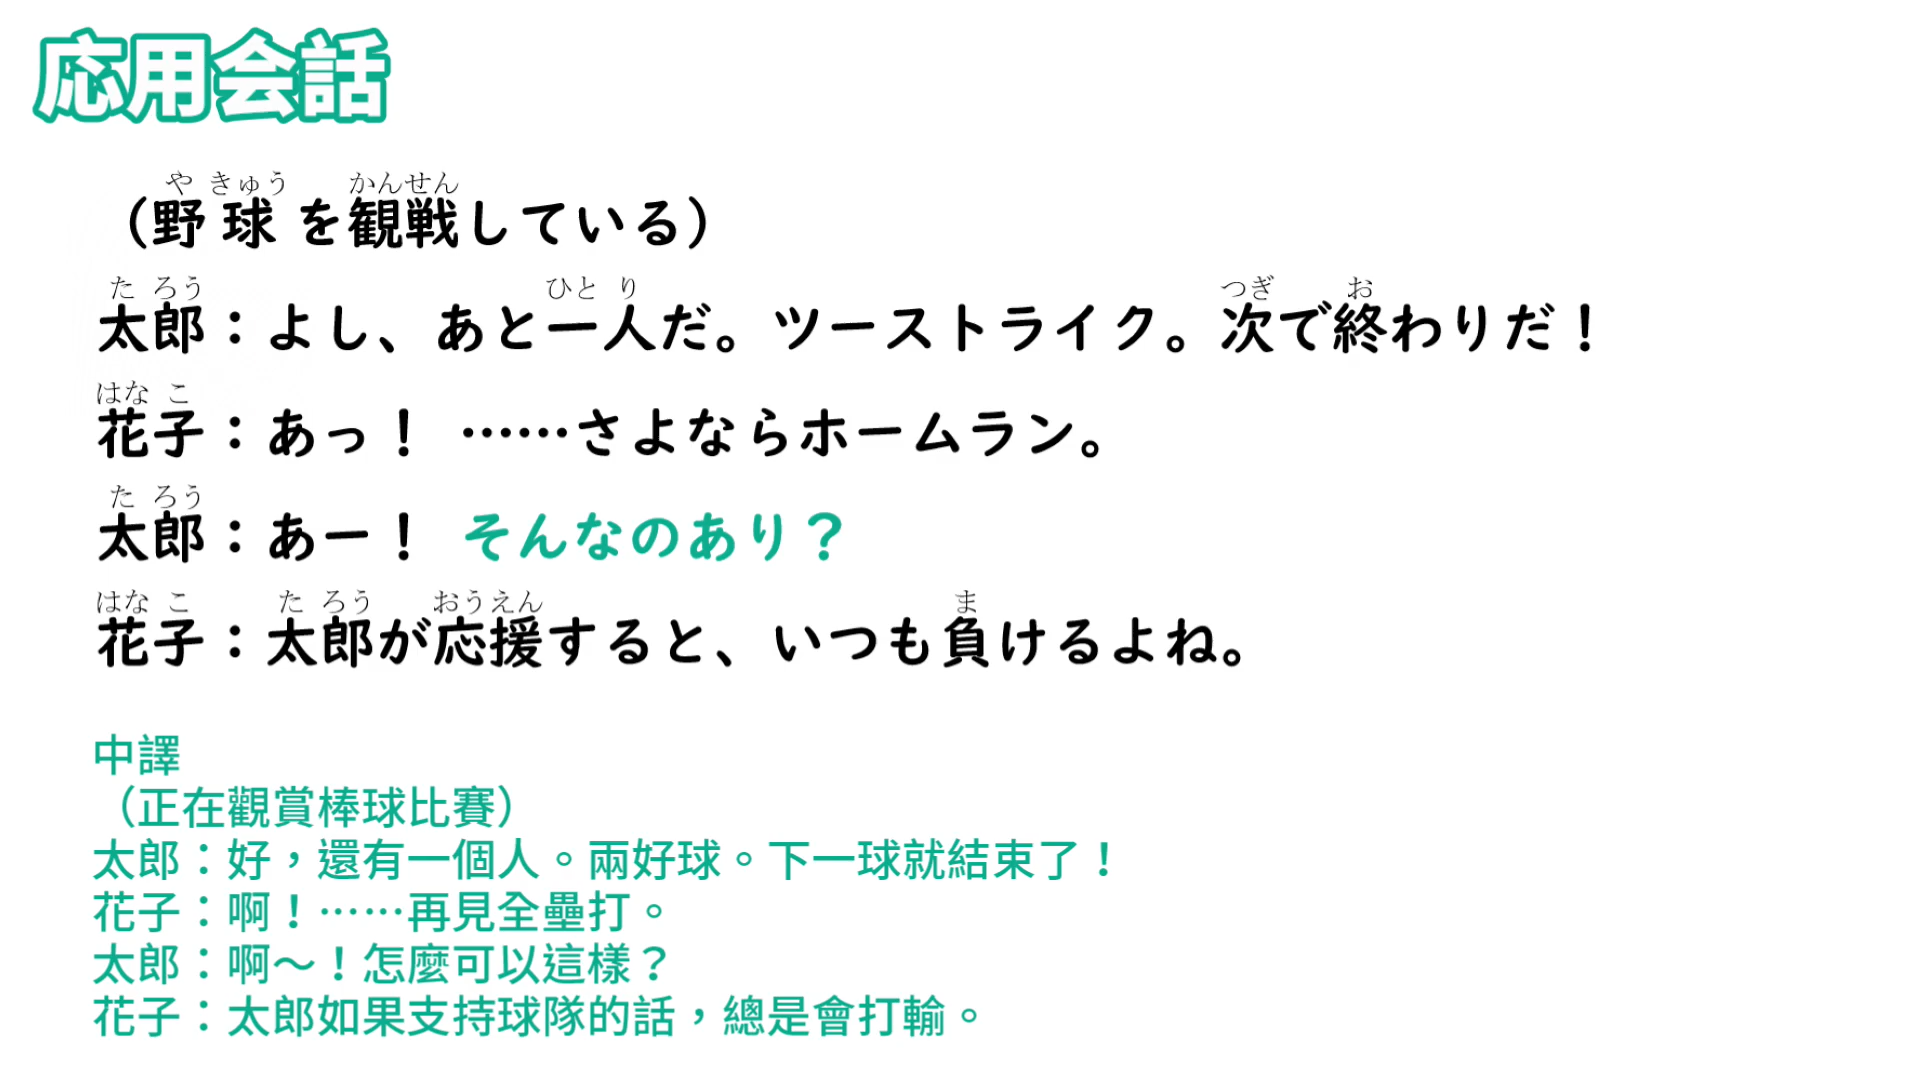 応用会話
や きゅう かんせん
（野球を観戦している）
た ろう ひと り つぎ お
太郎：よし、あと一人だ。ツーストライク。次で終わりだ！
はな こ
花子：あっ！ ……さよならホームラン。
た ろう
太郎：あー！ そんなのあり？
はな こ た ろう おうえん ま
花子：太郎が応援すると、いつも負けるよね。
中譯
（正在觀賞棒球比賽）
太郎：好，還有一個人。兩好球。下一球就結束了！
花子：啊！……再見全壘打。
太郎：啊～！怎麼可以這樣？
花子：太郎如果支持球隊的話，總是會打輸。